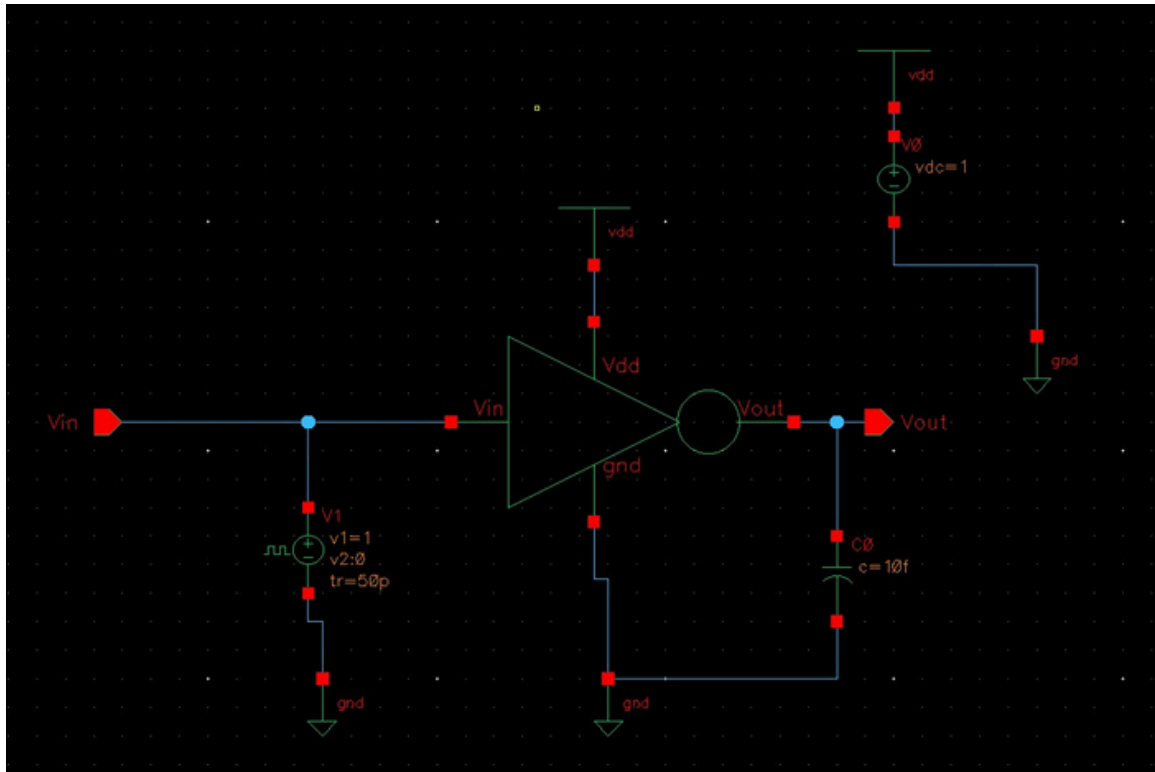 vdd
V0
vdc=1
vdd
Vdd
gnd
Vin
Vin
Vout
Vout
gnd
V1
v1=1
v2:0
tr=50p
C0
c=10f
gnd
gnd